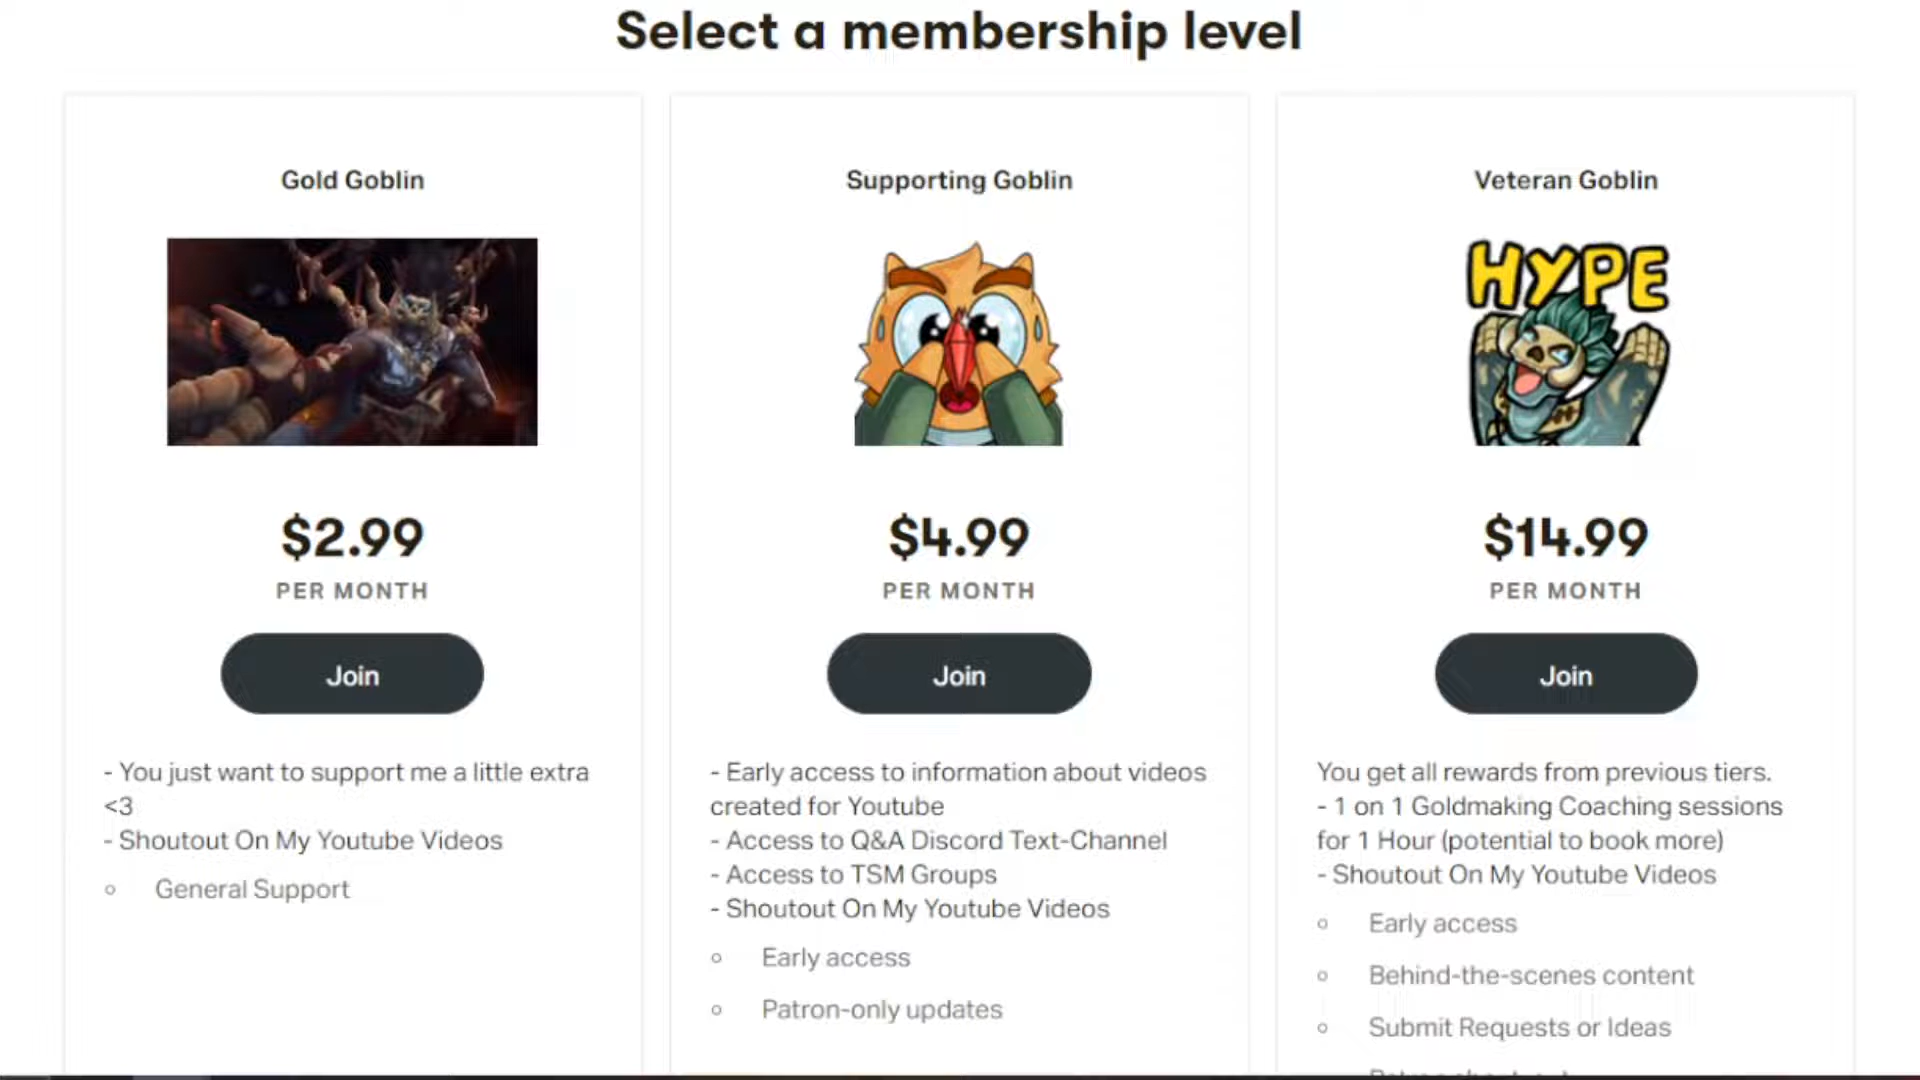 Select a membership level
Gold Goblin
$2.99
PER MONTH
Join
- You just want to support me a little extra
<3
- Shoutout On My Youtube Videos
General Support
Supporting Goblin
$4.99
PER MONTH
Join
- Early access to information about videos
created for Youtube
- Access to Q&A Discord Text-Channel
- Access to TSM Groups
- Shoutout On My Youtube Videos
Early access
Patron-only updates
Veteran Goblin
HYPE
$14.99
PER MONTH
Join
You get all rewards from previous tiers.
- 1 on 1 Goldmaking Coaching sessions
for 1 Hour (potential to book more)
- Shoutout On My Youtube Videos
Early access
Behind-the-scenes content
Submit Requests or Ideas